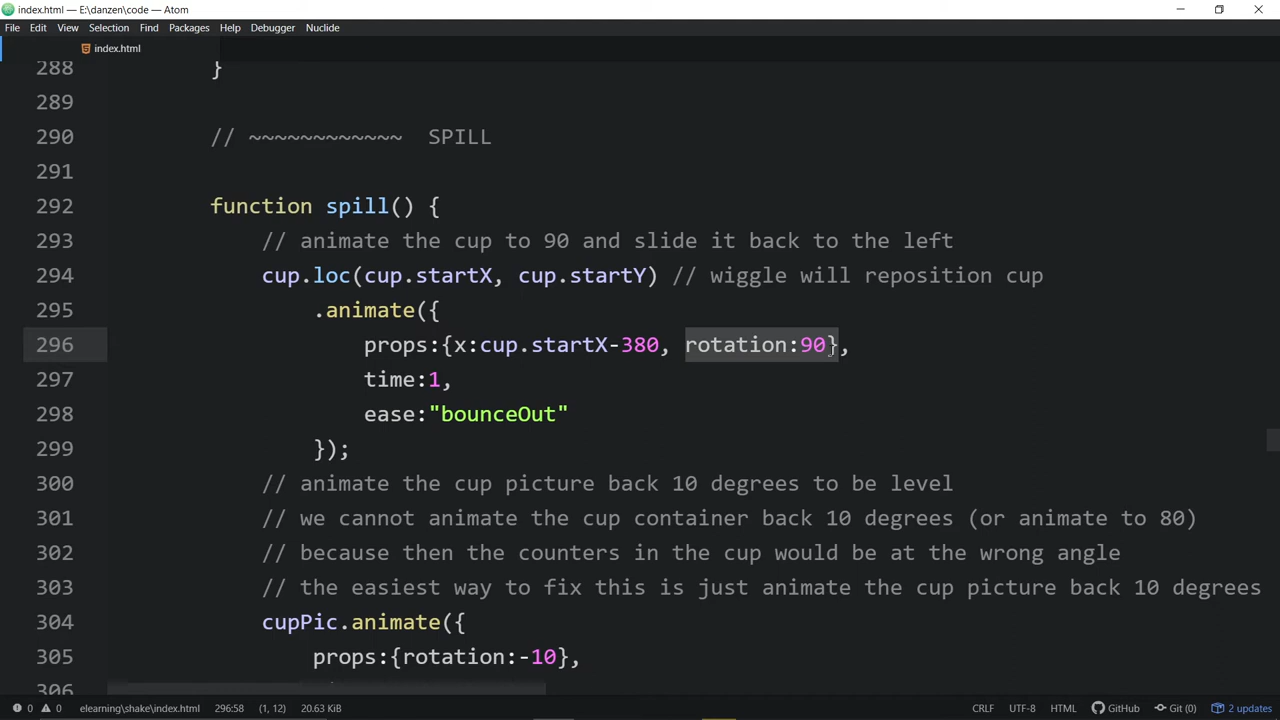 index.html — E:\danzen\code — Atom
File Edit View Selection Find Packages Help Debugger Nuclide
index.html
288 }
289
290 // ~~~~~~~~~~~~ SPILL
291
292 function spill() {
293 // animate the cup to 90 and slide it back to the left
294 cup.loc(cup.startX, cup.startY) // wiggle will reposition cup
295 .animate({
296 props:{x:cup.startX-380, rotation:90},
297 time:1,
298 ease:"bounceOut"
299 });
300 // animate the cup picture back 10 degrees to be level
301 // we cannot animate the cup container back 10 degrees (or animate to 80)
302 // because then the counters in the cup would be at the wrong angle
303 // the easiest way to fix this is just animate the cup picture back 10 degrees
304 cupPic.animate({
305 props:{rotation:-10},
306
0 0 elearning\shake\index.html 296:58 (1, 12) 20.63 KiB CRLF UTF-8 HTML GitHub Git (0) 2 updates